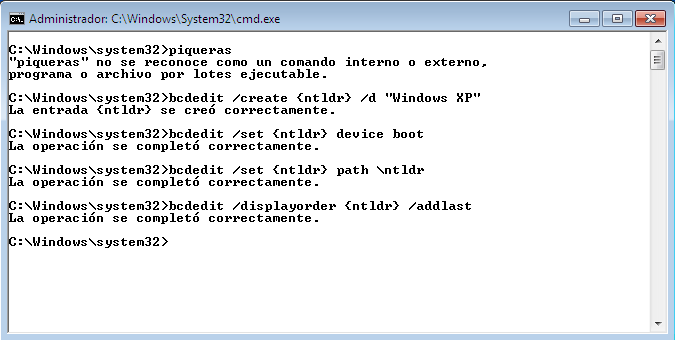 Administrador: C:\Windows\System32\cmd.exe
C:\Windows\system32>piqueras
"piqueras" no se reconoce como un comando interno o externo,
programa o archivo por lotes ejecutable.
C:\Windows\system32>bcdedit /create {ntldr} /d "Windows XP"
La entrada {ntldr} se creó correctamente.
C:\Windows\system32>bcdedit /set {ntldr} device boot
La operación se completó correctamente.
C:\Windows\system32>bcdedit /set {ntldr} path \ntldr
La operación se completó correctamente.
C:\Windows\system32>bcdedit /displayorder {ntldr} /addlast
La operación se completó correctamente.
C:\Windows\system32>